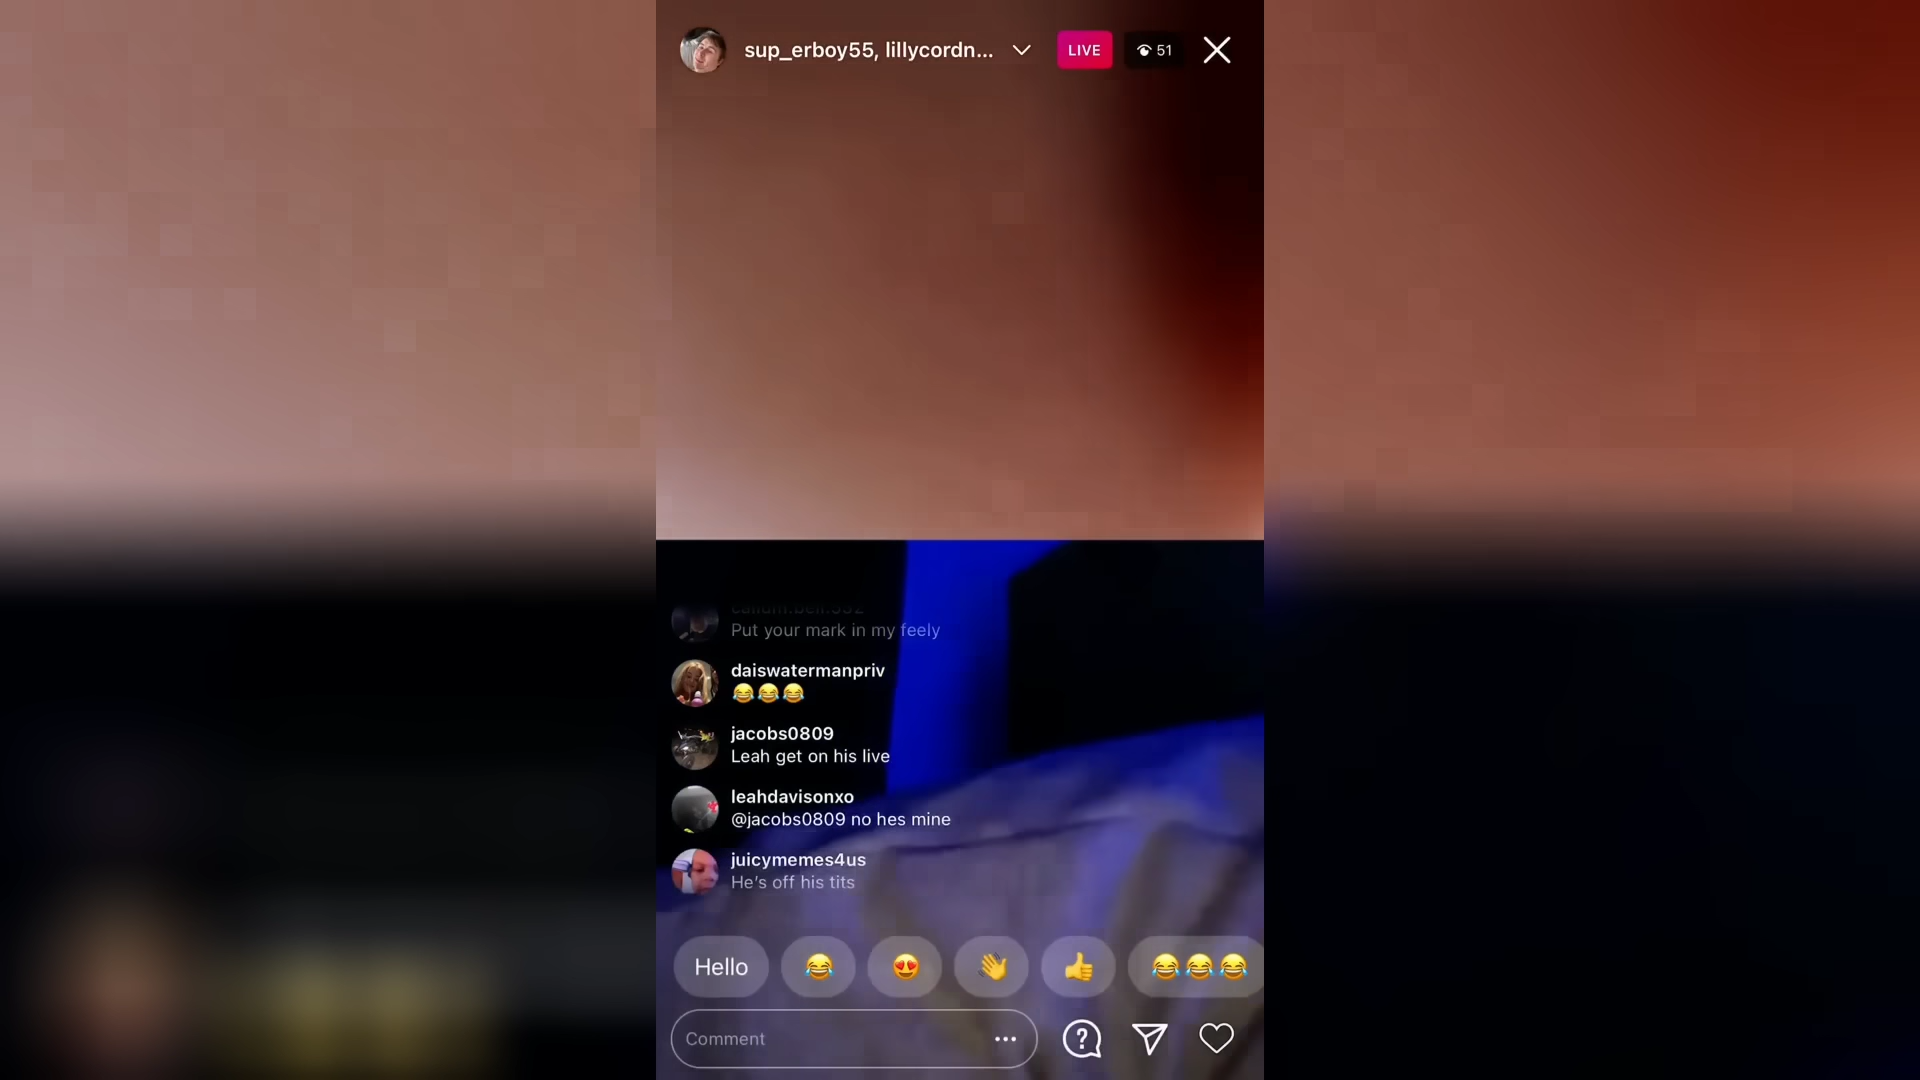 sup_erboy55, lillycordn...
LIVE
51
Put your mark in my feely
daiswatermanpriv
😂😂😂
jacobs0809
Leah get on his live
leahdavisonxo
@jacobs0809 no hes mine
juicymemes4us
He's off his tits
Hello
😂 😍 👋 👍 😂😂😂
Comment